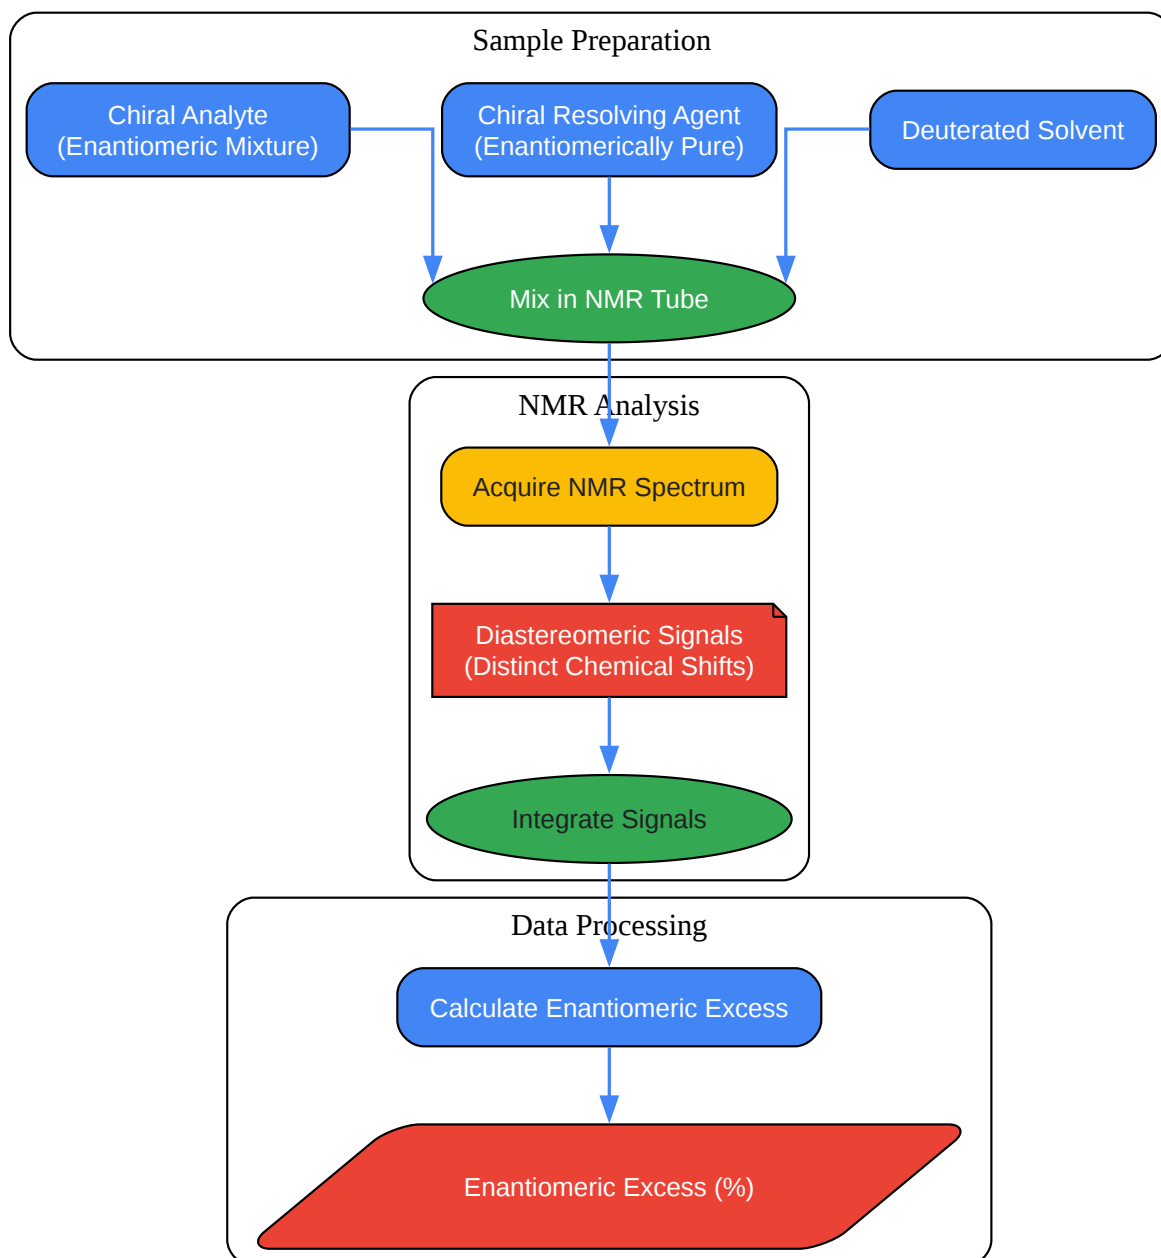 Sample Preparation
Chiral Analyte
(Enantiomeric Mixture)
Chiral Resolving Agent
(Enantiomerically Pure)
Deuterated Solvent
Mix in NMR Tube
NMR Analysis
Acquire NMR Spectrum
Diastereomeric Signals
(Distinct Chemical Shifts)
Integrate Signals
Data Processing
Calculate Enantiomeric Excess
Enantiomeric Excess (%)